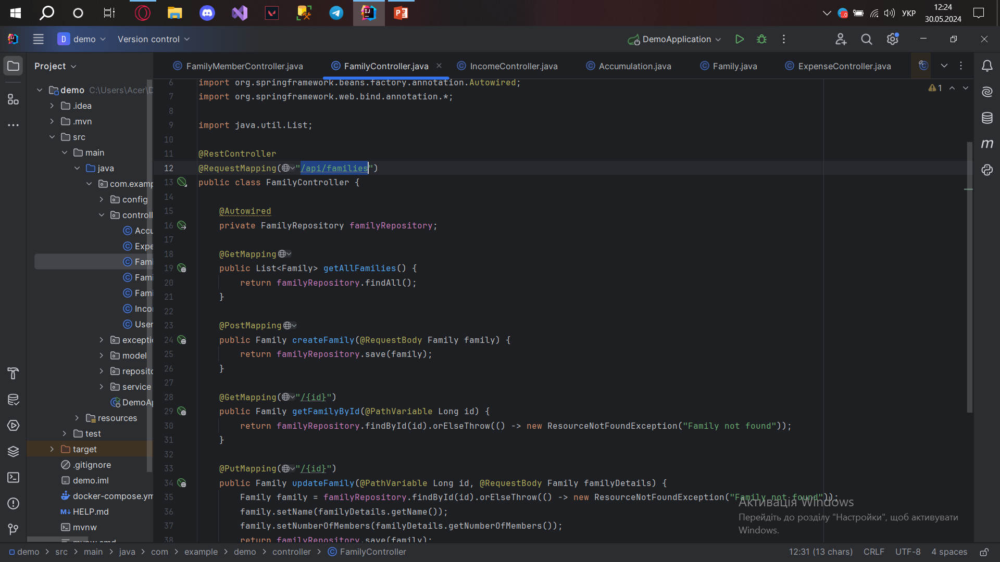 УКР
12:24
30.05.2024
D demo
Version control
DemoApplication
Project
FamilyMemberController.java
FamilyController.java
IncomeController.java
Accumulation.java
Family.java
ExpenseController.java
demo C:\Users\Acer\D
.idea
.mvn
src
main
java
com.examp
config
controll
Accu
Expe
Fami
Fami
Fami
Inco
User
exceptio
model
reposito
service
DemoAp
resources
test
target
.gitignore
demo.iml
docker-compose.ym
HELP.md
mvnw
mvnw.cmd
1
6 import org.springframework.beans.factory.annotation.Autowired;
7 import org.springframework.web.bind.annotation.*;
8
9 import java.util.List;
10
11 @RestController
12 @RequestMapping("/api/families")
13 public class FamilyController {
14
15 @Autowired
16 private FamilyRepository familyRepository;
17
18 @GetMapping
19 public List<Family> getAllFamilies() {
20 return familyRepository.findAll();
21 }
22
23 @PostMapping
24 public Family createFamily(@RequestBody Family family) {
25 return familyRepository.save(family);
26 }
27
28 @GetMapping("/{id}")
29 public Family getFamilyById(@PathVariable Long id) {
30 return familyRepository.findById(id).orElseThrow(() -> new ResourceNotFoundException("Family not found"));
31 }
32
33 @PutMapping("/{id}")
34 public Family updateFamily(@PathVariable Long id, @RequestBody Family familyDetails) {
35 Family family = familyRepository.findById(id).orElseThrow(() -> new ResourceNotFoundException("Family not found"));
36 family.setName(familyDetails.getName());
37 family.setNumberOfMembers(familyDetails.getNumberOfMembers());
38 return familyRepository.save(family);
Активація Windows
Перейдіть до розділу "Настройки", щоб активувати
Windows.
demo > src > main > java > com > example > demo > controller > FamilyController
12:31 (13 chars) CRLF UTF-8 4 spaces